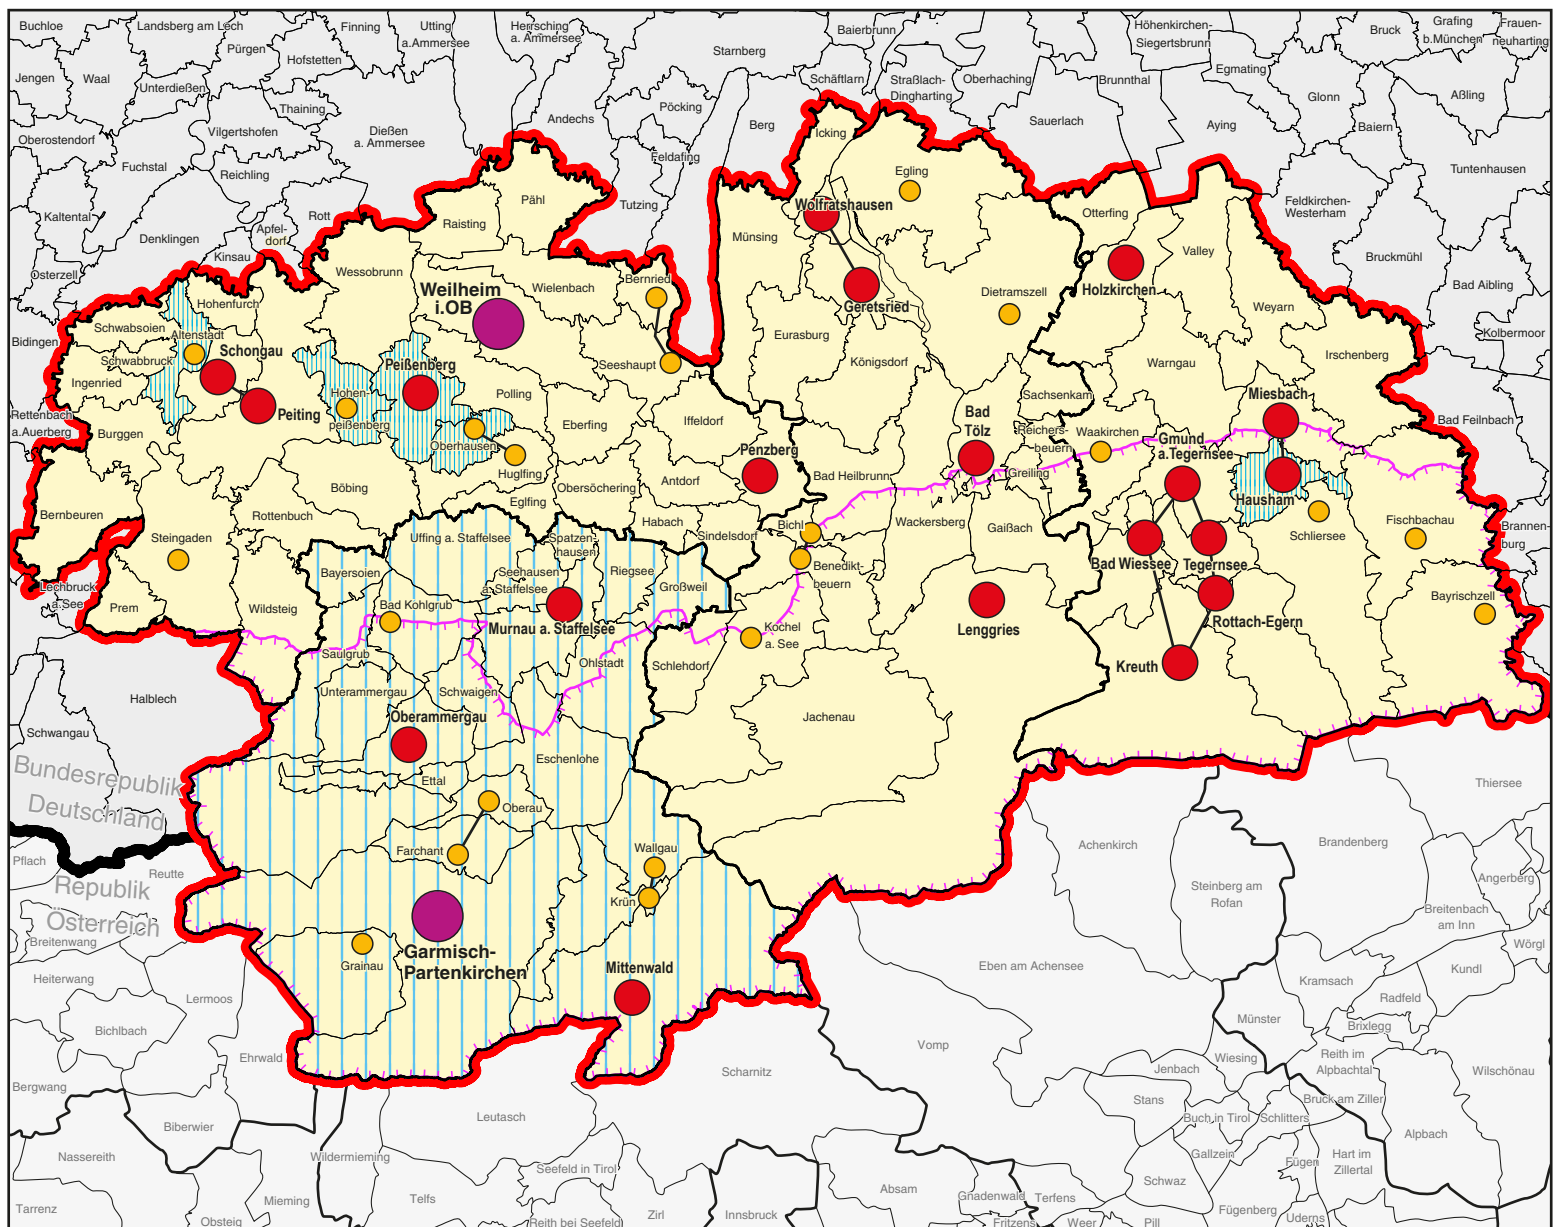 Buchloe
Landsberg am Lech
Finning
Utting
a.Ammersee
Herrsching
a. Ammersee
Baierbrunn
Höhenkirchen-
Siegertsbrunn
Bruck
Grafing
b.München
Frauen-
neuharting
Jengen
Waal
Pürgen
Hofstetten
Unterdießen
Starnberg
Schäftlarn
Straßlach-
Dingharting
Oberhaching
Brunnthal
Egmating
Glonn
Aßling
Thaining
Pöcking
Andechs
Berg
Sauerlach
Aying
Baiern
Oberostendorf
Vilgertshofen
Dießen
a. Ammersee
Icking
Fuchstal
Reichling
Feldafing
Egling
Tuntenhausen
Kaltental
Rott
Pähl
Tutzing
Wolfratshausen
Otterfing
Feldkirchen-
Westerham
Denklingen
Apfel-
dorf
Raisting
Münsing
Valley
Kinsau
Bruckmühl
Osterzell
Wessobrunn
Bernried
Holzkirchen
Bad Aibling
Weilheim
i.OB
Wielenbach
Dietramszell
Hohenfurch
Geretsried
Weyarn
Schwabsoien
Altenstadt
Bidingen
Eurasburg
Kolbermoor
Schongau
Schwabbruck
Peißenberg
Seeshaupt
Königsdorf
Warngau
Irschenberg
Ingenried
Hohen-
peißenberg
Polling
Sachsenkam
Miesbach
Peiting
Rettenbach
a.Auerberg
Burggen
Eberfing
Iffeldorf
Bad
Tölz
Reichers-
beuern
Waakirchen
Gmund
a.Tegernsee
Bad Feilnbach
Oberhausen
Penzberg
Huglfing
Bad Heilbrunn
Greiling
Böbing
Obersöchering
Antdorf
Hausham
Bernbeuren
Rottenbuch
Eglfing
Habach
Bichl
Wackersberg
Gaißach
Fischbachau
Brannen-
burg
Steingaden
Uffing a. Staffelsee
Spatzen-
hausen
Sindelsdorf
Schliersee
Bad Wiessee
Tegernsee
Lechbruck
a.See
Bayersoien
Seehausen
a. Staffelsee
Riegsee
Großweil
Benedikt-
beuern
Bayrischzell
Prem
Wildsteig
Bad Kohlgrub
Murnau a. Staffelsee
Kochel
a. See
Lenggries
Rottach-Egern
Saulgrub
Ohlstadt
Schlehdorf
Kreuth
Halblech
Unterammergau
Schwaigen
Oberammergau
Jachenau
Schwangau
Bundesrepublik
Deutschland
Eschenlohe
Ettal
Thiersee
Oberau
Pflach
Reutte
Farchant
Wallgau
Achenkirch
Brandenberg
Republik
Österreich
Krün
Steinberg am
Rofan
Angerberg
Breitenbach
am Inn
Breitenwang
Garmisch-
Partenkirchen
Grainau
Mittenwald
Eben am Achensee
Wörgl
Heiterwang
Kramsach
Kundl
Lermoos
Radfeld
Bichlbach
Münster
Brixlegg
Ehrwald
Vomp
Wiesing
Reith im
Alpbachtal
Scharnitz
Jenbach
Wilschönau
Bergwang
Stans
Bruck am Ziller
Leutasch
Buch in Tirol
Schlitters
Biberwier
Alpbach
Nassereith
Wildermieming
Seefeld in Tirol
Gallzein
Fügen
Hart im
Zillertal
Tarrenz
Mieming
Telfs
Absam
Gnadenwald
Terfens
Schwaz
Obsteig
Reith bei Seefeld
Zirl
Innsbruck
Fritzens
Weer
Pill
Fügenberg
Uderns